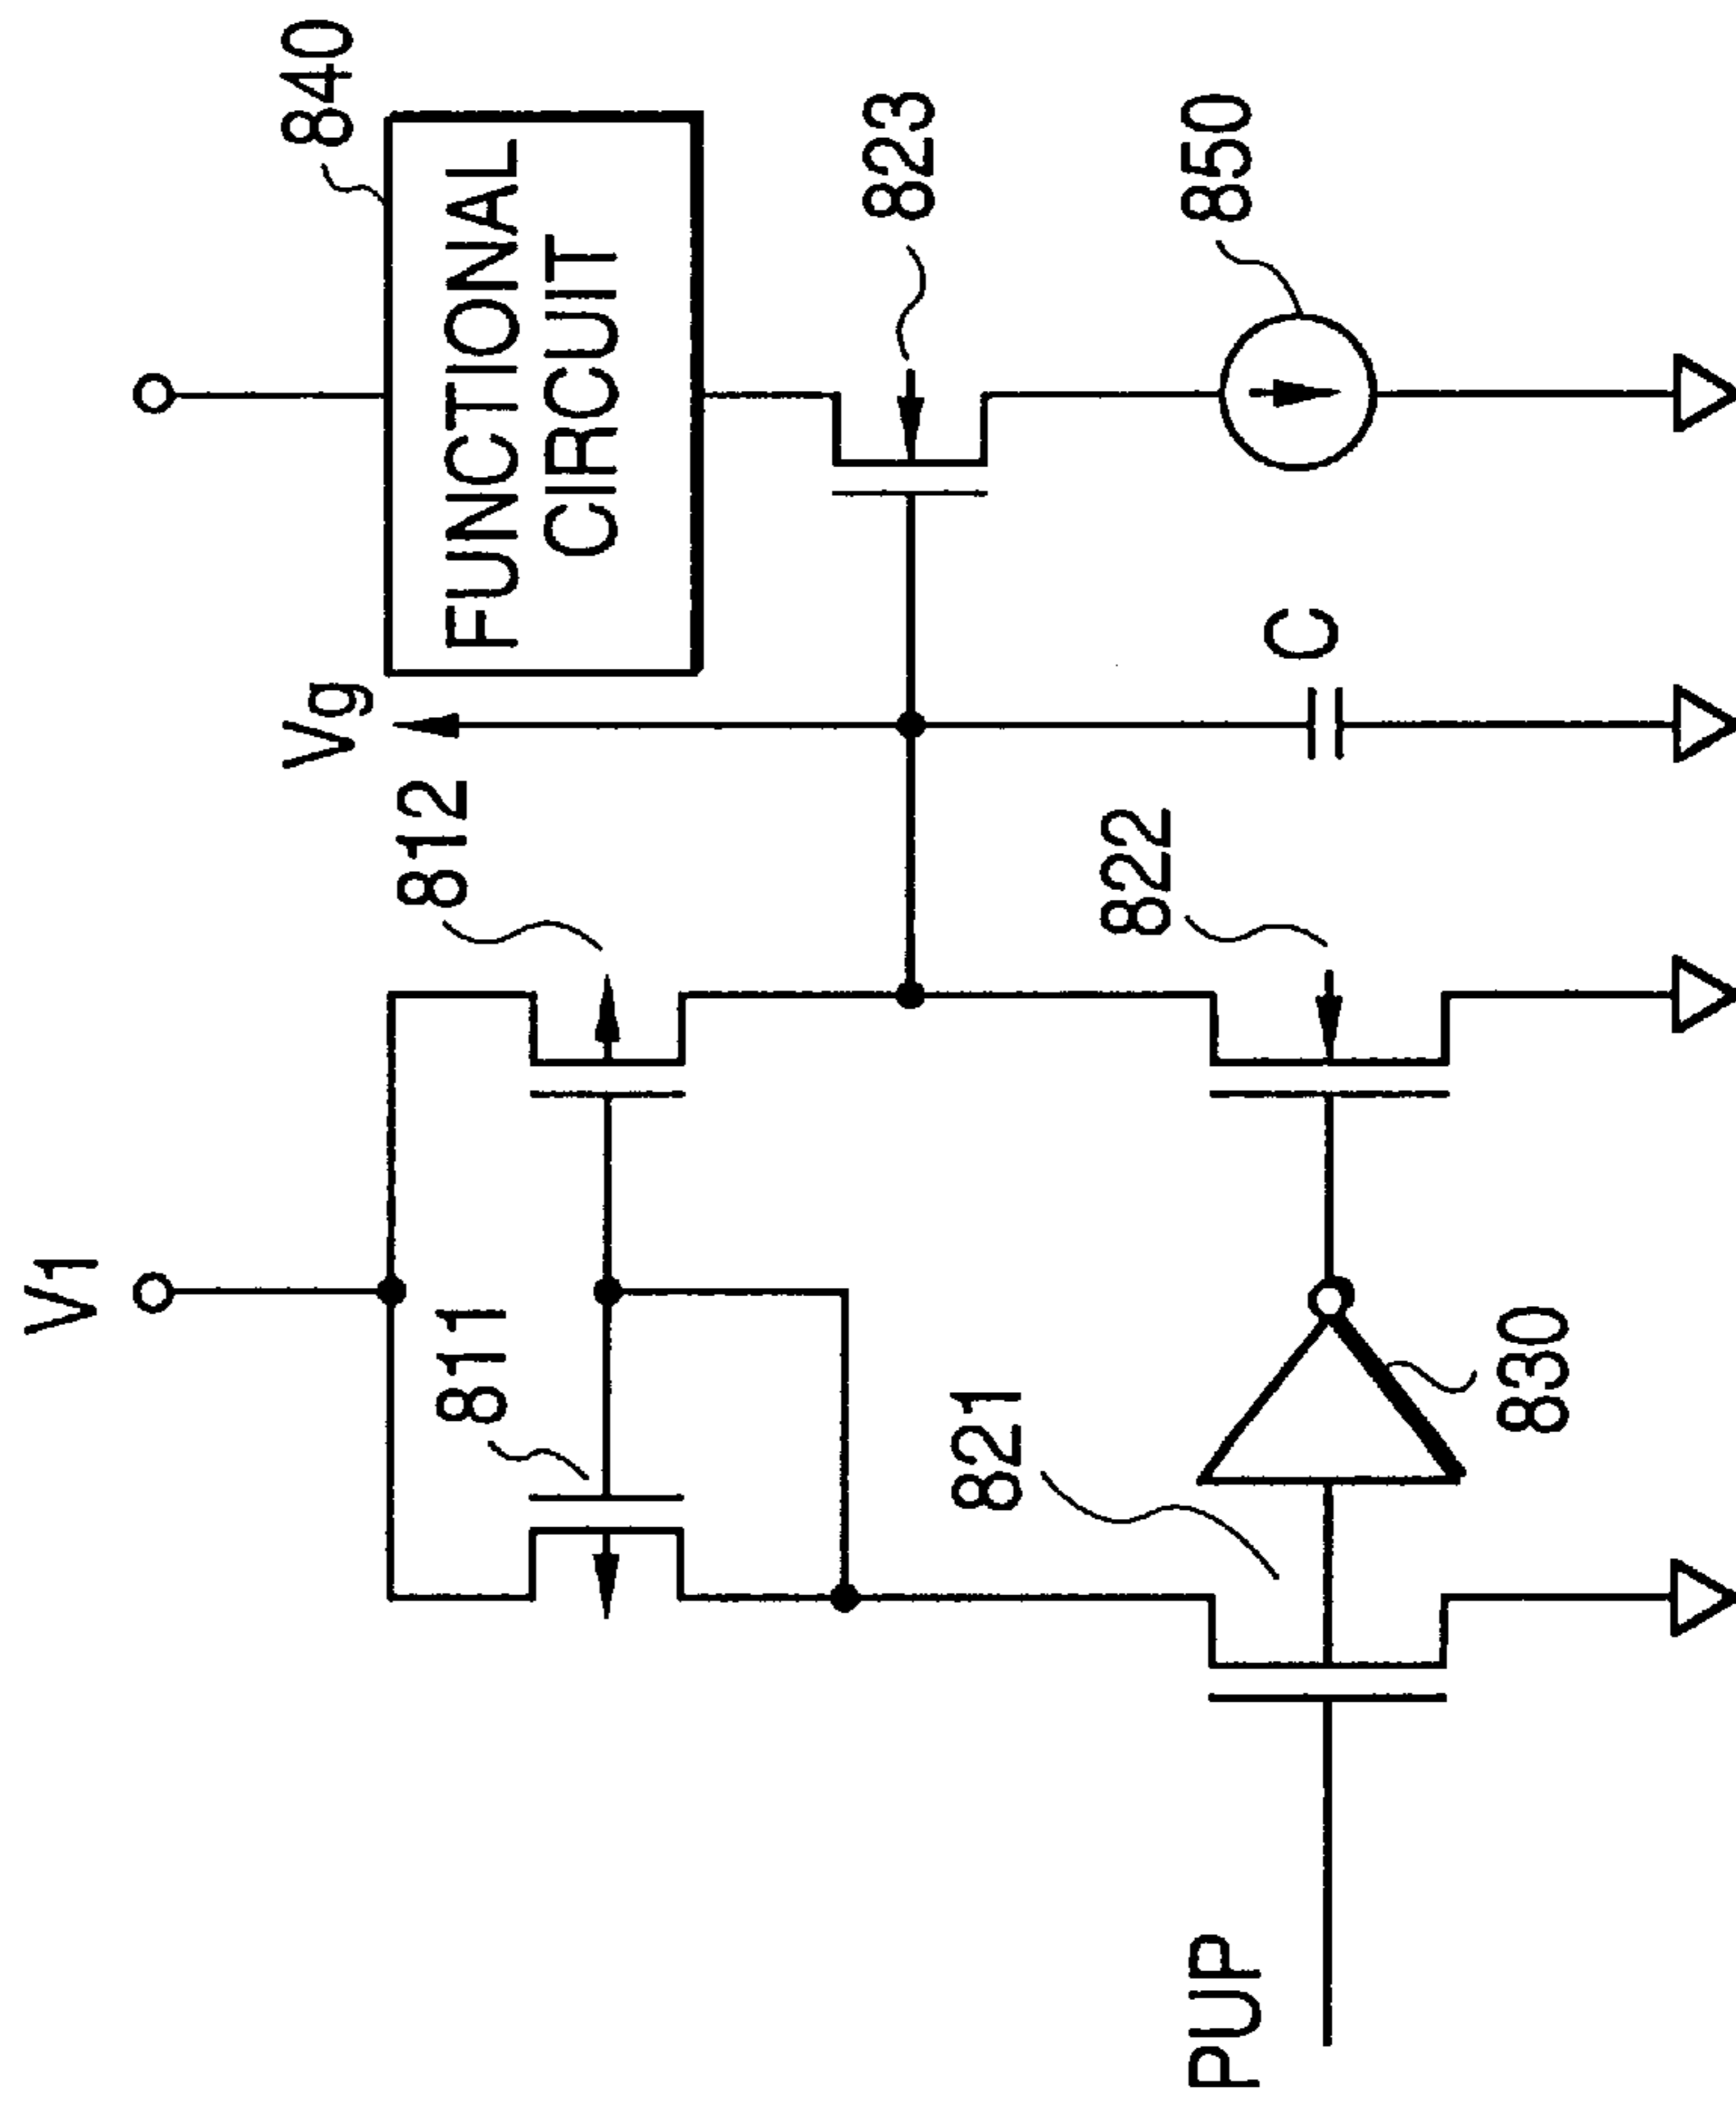 V1
840
Vg
812
FUNCTIONAL
CIRCUIT
811
823
821
822
C
850
PUP
830